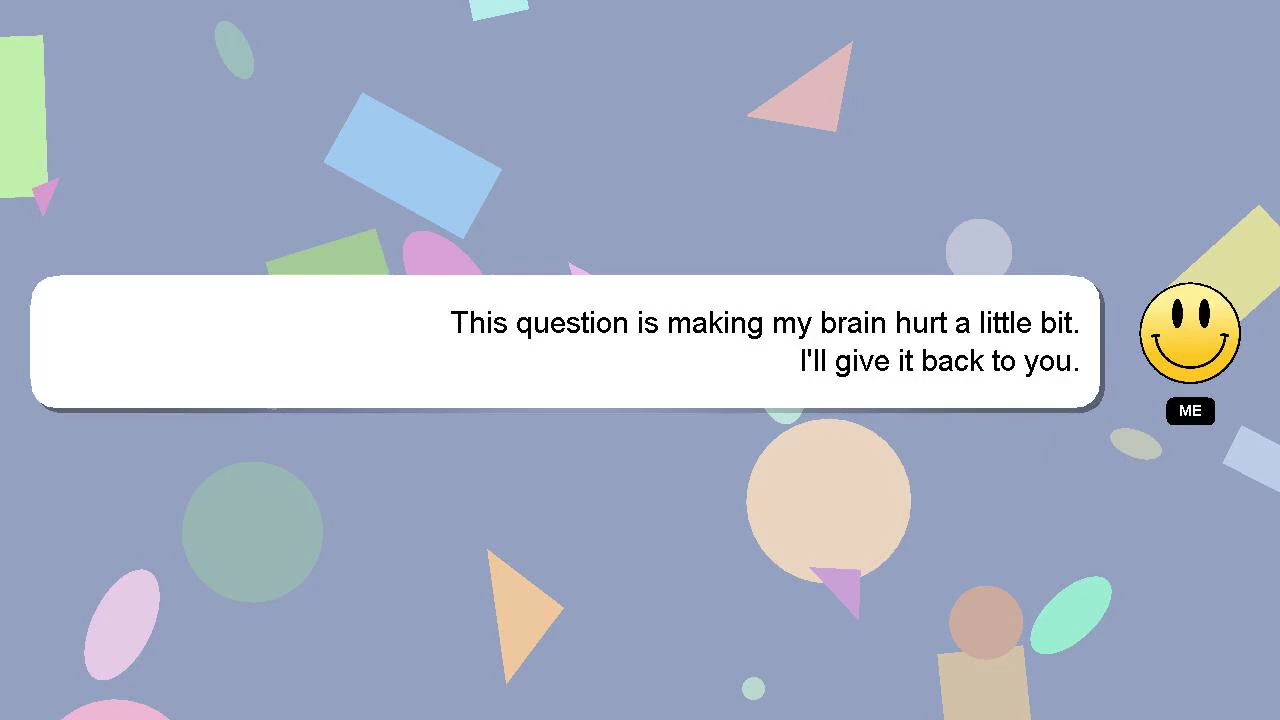 This question is making my brain hurt a little bit.
I'll give it back to you.
ME